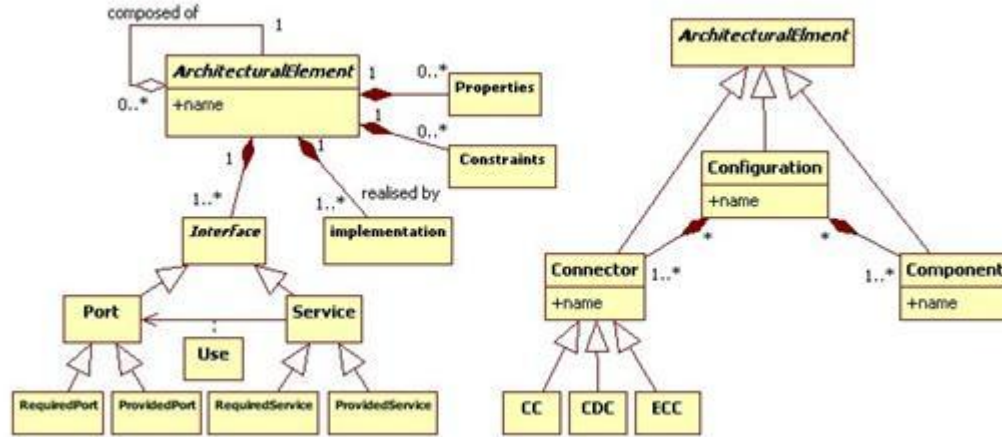 composed of
1
ArchitecturalElement
+name
0..*
1
0..*
Properties
1
0..*
Constraints
1
1
realised by
1..*
1..*
Interface
implementation
Port
Service
:
Use
RequiredPort
ProvidedPort
RequiredService
ProvidedService
ArchitecturalElment
Configuration
+name
*
*
Connector
+name
1..*
1..*
Component
+name
CC
CDC
ECC